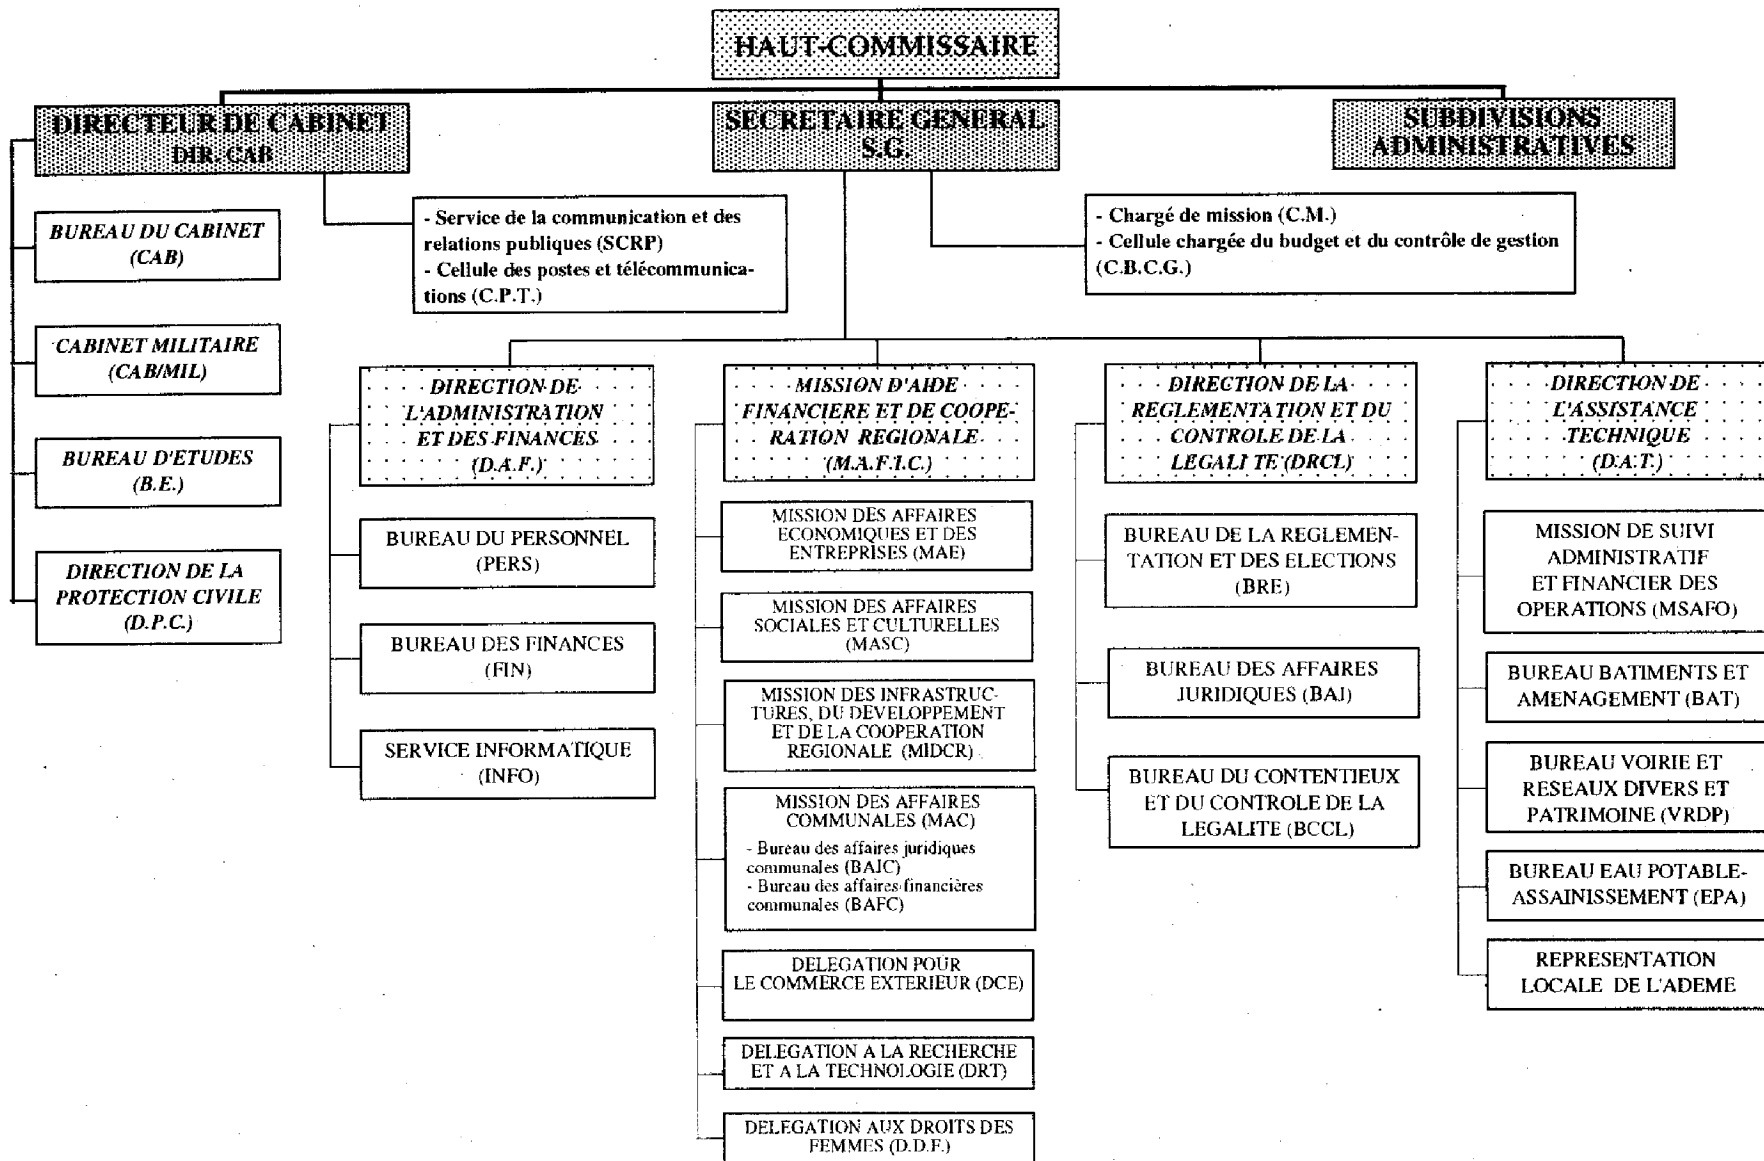 HAUT-COMMISSAIRE
DIRECTEUR DE CABINET
DIR. CAB
SECRETAIRE GENERAL
S.G.
SUBDIVISIONS
ADMINISTRATIVES
BUREAU DU CABINET
(CAB)
CABINET MILITAIRE
(CAB/MIL)
BUREAU D'ETUDES
(B.E.)
DIRECTION DE LA
PROTECTION CIVILE
(D.P.C.)
- Service de la communication et des
relations publiques (SCRP)
- Cellule des postes et télécommunica-
tions (C.P.T.)
- Chargé de mission (C.M.)
- Cellule chargée du budget et du contrôle de gestion
(C.B.C.G.)
DIRECTION DE
L'ADMINISTRATION
ET DES FINANCES
(D.A.F.)
BUREAU DU PERSONNEL
(PERS)
BUREAU DES FINANCES
(FIN)
SERVICE INFORMATIQUE
(INFO)
MISSION D'AIDE
FINANCIERE ET DE COOPE-
RATION REGIONALE
(M.A.F.I.C.)
MISSION DES AFFAIRES
ECONOMIQUES ET DES
ENTREPRISES (MAE)
MISSION DES AFFAIRES
SOCIALES ET CULTURELLES
(MASC)
MISSION DES INFRASTRUC-
TURES, DU DEVELOPPEMENT
ET DE LA COOPERATION
REGIONALE (MIDCR)
MISSION DES AFFAIRES
COMMUNALES (MAC)
- Bureau des affaires juridiques
communales (BAJC)
- Bureau des affaires financières
communales (BAFC)
DELEGATION POUR
LE COMMERCE EXTERIEUR (DCE)
DELEGATION A LA RECHERCHE
ET A LA TECHNOLOGIE (DRT)
DELEGATION AUX DROITS DES
FEMMES (D.D.F.)
DIRECTION DE LA
REGLEMENTATION ET DU
CONTROLE DE LA
LEGALITE (DRCL)
BUREAU DE LA REGLEMEN-
TATION ET DES ELECTIONS
(BRE)
BUREAU DES AFFAIRES
JURIDIQUES (BAJ)
BUREAU DU CONTENTIEUX
ET DU CONTROLE DE LA
LEGALITE (BCCL)
DIRECTION DE
L'ASSISTANCE
TECHNIQUE
(D.A.T.)
MISSION DE SUIVI
ADMINISTRATIF
ET FINANCIER DES
OPERATIONS (MSAFO)
BUREAU BATIMENTS ET
AMENAGEMENT (BAT)
BUREAU VOIRIE ET
RESEAUX DIVERS ET
PATRIMOINE (VRDP)
BUREAU EAU POTABLE-
ASSAINISSEMENT (EPA)
REPRESENTATION
LOCALE DE L'ADEME